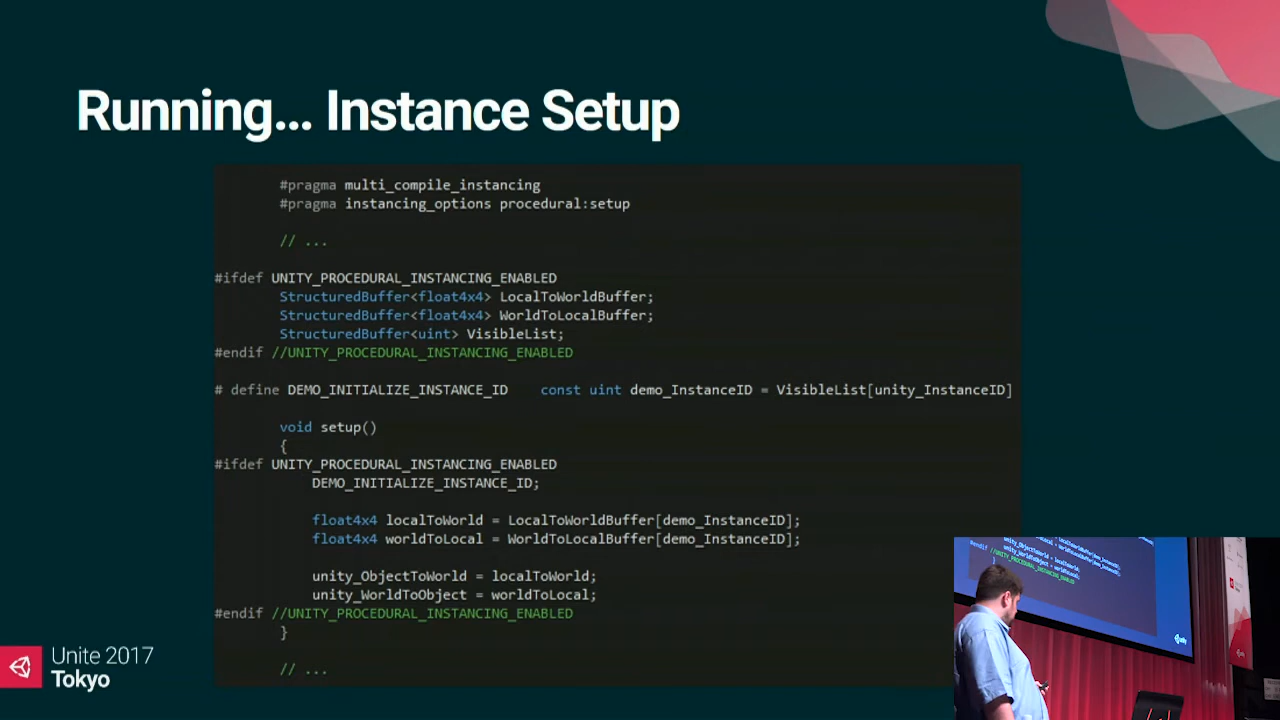 Running... Instance Setup
#pragma multi_compile_instancing
#pragma instancing_options procedural:setup
// ...
#ifdef UNITY_PROCEDURAL_INSTANCING_ENABLED
StructuredBuffer<float4x4> LocalToWorldBuffer;
StructuredBuffer<float4x4> WorldToLocalBuffer;
StructuredBuffer<uint> VisibleList;
#endif //UNITY_PROCEDURAL_INSTANCING_ENABLED
# define DEMO_INITIALIZE_INSTANCE_ID    const uint demo_InstanceID = VisibleList[unity_InstanceID]
void setup()
{
#ifdef UNITY_PROCEDURAL_INSTANCING_ENABLED
DEMO_INITIALIZE_INSTANCE_ID;
float4x4 localToWorld = LocalToWorldBuffer[demo_InstanceID];
float4x4 worldToLocal = WorldToLocalBuffer[demo_InstanceID];
unity_ObjectToWorld = localToWorld;
unity_WorldToObject = worldToLocal;
#endif //UNITY_PROCEDURAL_INSTANCING_ENABLED
}
// ...
Unite 2017
Tokyo